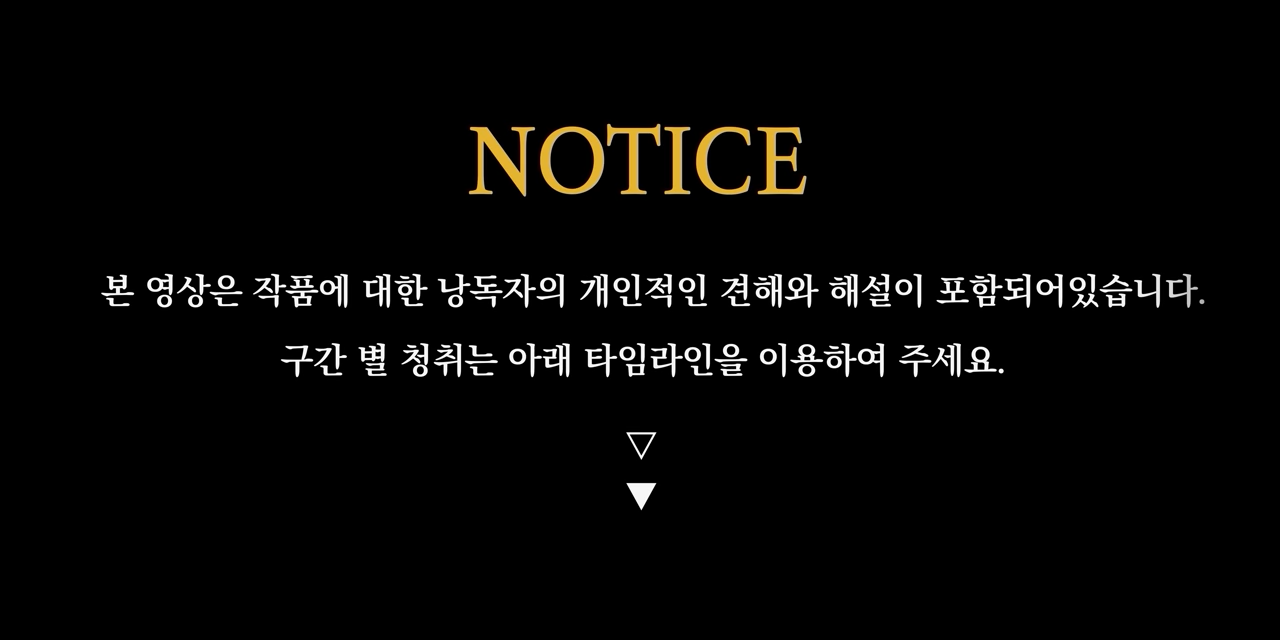 NOTICE
본 영상은 작품에 대한 낭독자의 개인적인 견해와 해설이 포함되어있습니다.
구간 별 청취는 아래 타임라인을 이용하여 주세요.
▽
▼